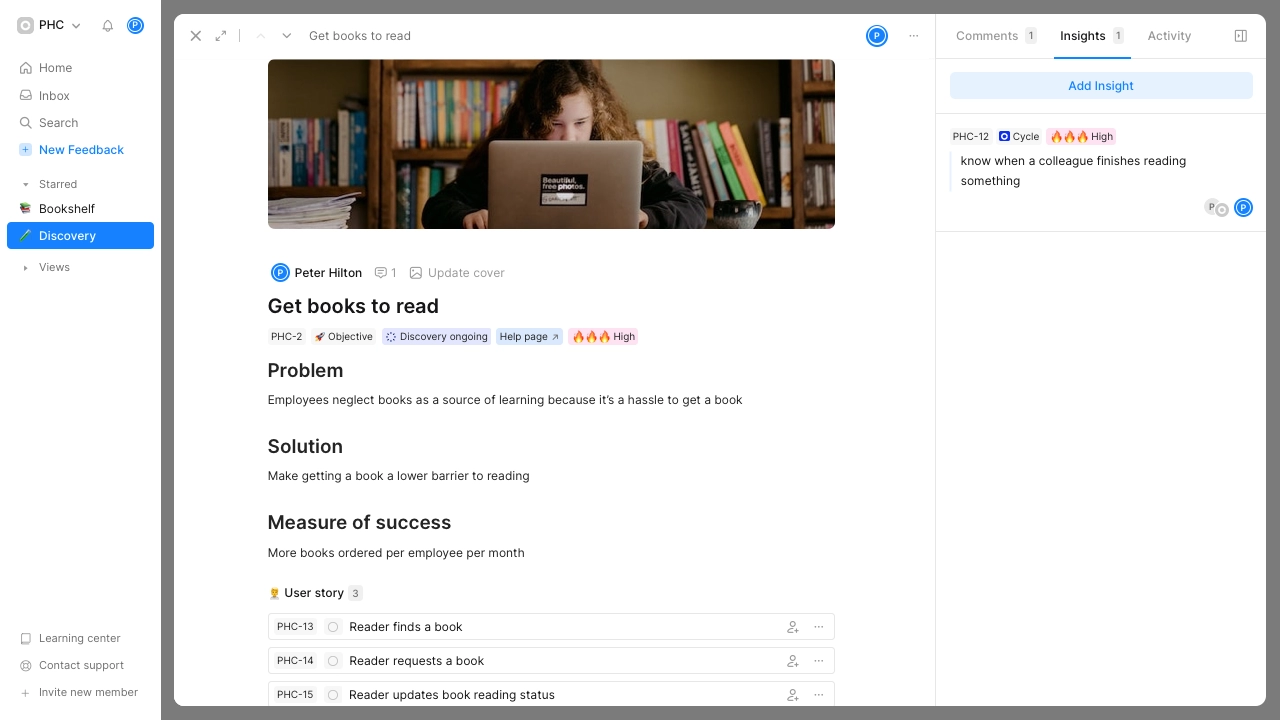 PHC
P
Home
Inbox
Search
New Feedback
Starred
Bookshelf
Discovery
Views
Learning center
Contact support
Invite new member
Get books to read
P
Beautiful,
free photos.
P Peter Hilton 1 Update cover
Get books to read
PHC-2 🚀 Objective Discovery ongoing Help page ↗ 🔥🔥🔥 High
Problem
Employees neglect books as a source of learning because it’s a hassle to get a book
Solution
Make getting a book a lower barrier to reading
Measure of success
More books ordered per employee per month
User story 3
PHC-13 Reader finds a book
PHC-14 Reader requests a book
PHC-15 Reader updates book reading status
Comments 1 Insights 1 Activity
Add Insight
PHC-12 Cycle 🔥🔥🔥 High
know when a colleague finishes reading
something
P P